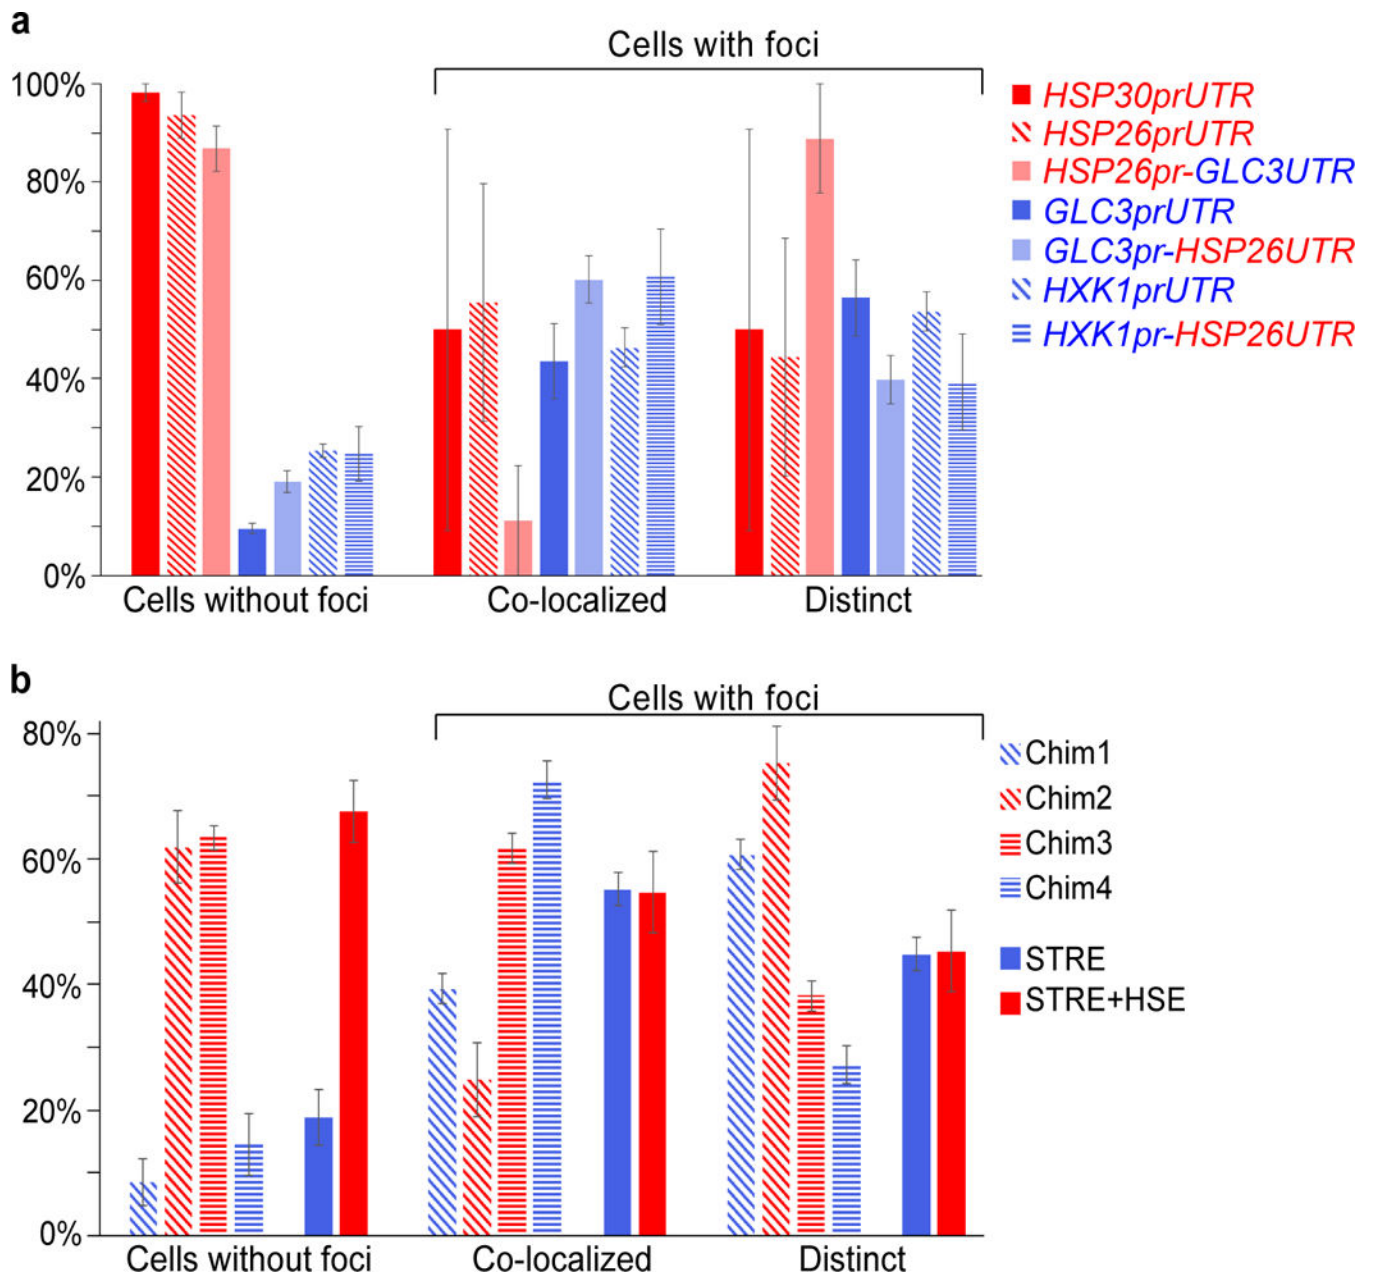 a
Cells with foci
100%
80%
60%
40%
20%
0%
Cells without foci
Co-localized
Distinct
HSP30prUTR
HSP26prUTR
HSP26pr-GLC3UTR
GLC3prUTR
GLC3pr-HSP26UTR
HXK1prUTR
HXK1pr-HSP26UTR
b
Cells with foci
80%
60%
40%
20%
0%
Cells without foci
Co-localized
Distinct
Chim1
Chim2
Chim3
Chim4
STRE
STRE+HSE